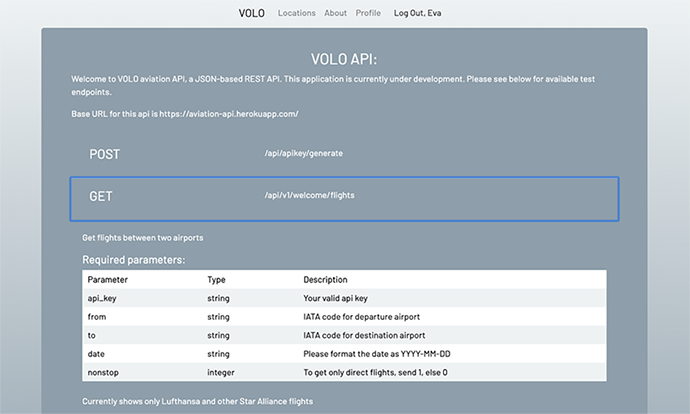 VOLO Locations About Profile Log Out, Eva
VOLO API:
Welcome to VOLO aviation API, a JSON-based REST API. This application is currently under development. Please see below for available test
endpoints.
Base URL for this api is https://aviation-api.herokuapp.com/
POST /api/apikey/generate
GET /api/v1/welcome/flights
Get flights between two airports
Required parameters:
Parameter Type Description
api_key string Your valid api key
from string IATA code for departure airport
to string IATA code for destination airport
date string Please format the date as YYYY-MM-DD
nonstop integer To get only direct flights, send 1, else 0
Currently shows only Lufthansa and other Star Alliance flights